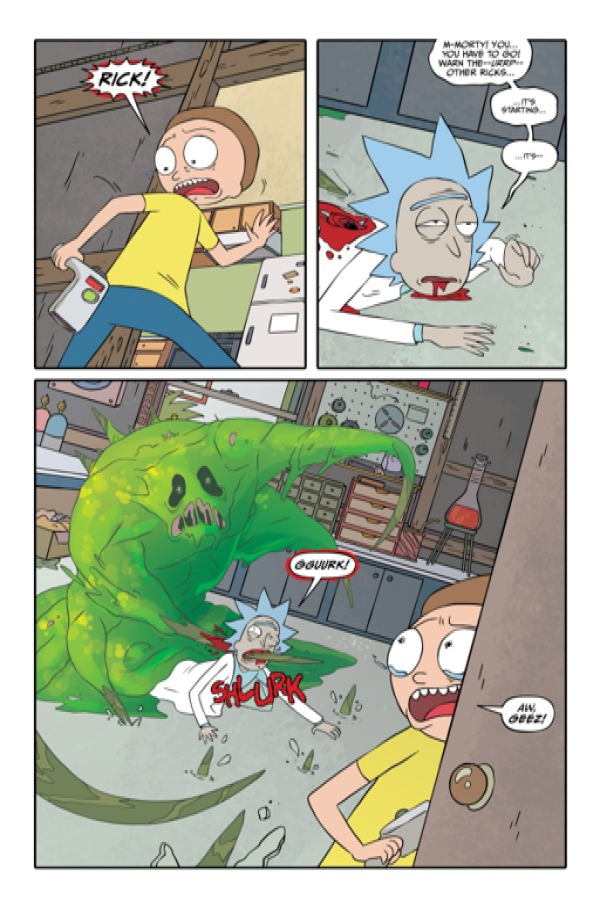 RICK!
M-MORTY! YOU...
YOU HAVE TO GO!
WARN THE--URRP--
OTHER RICKS...
...IT'S
STARTING...
...IT'S--
GGUURK!
SHLURK
AW,
GEEZ!